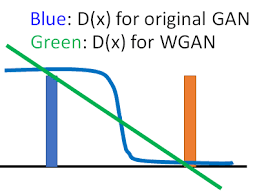 Blue: D(x) for original GAN
Green: D(x) for WGAN